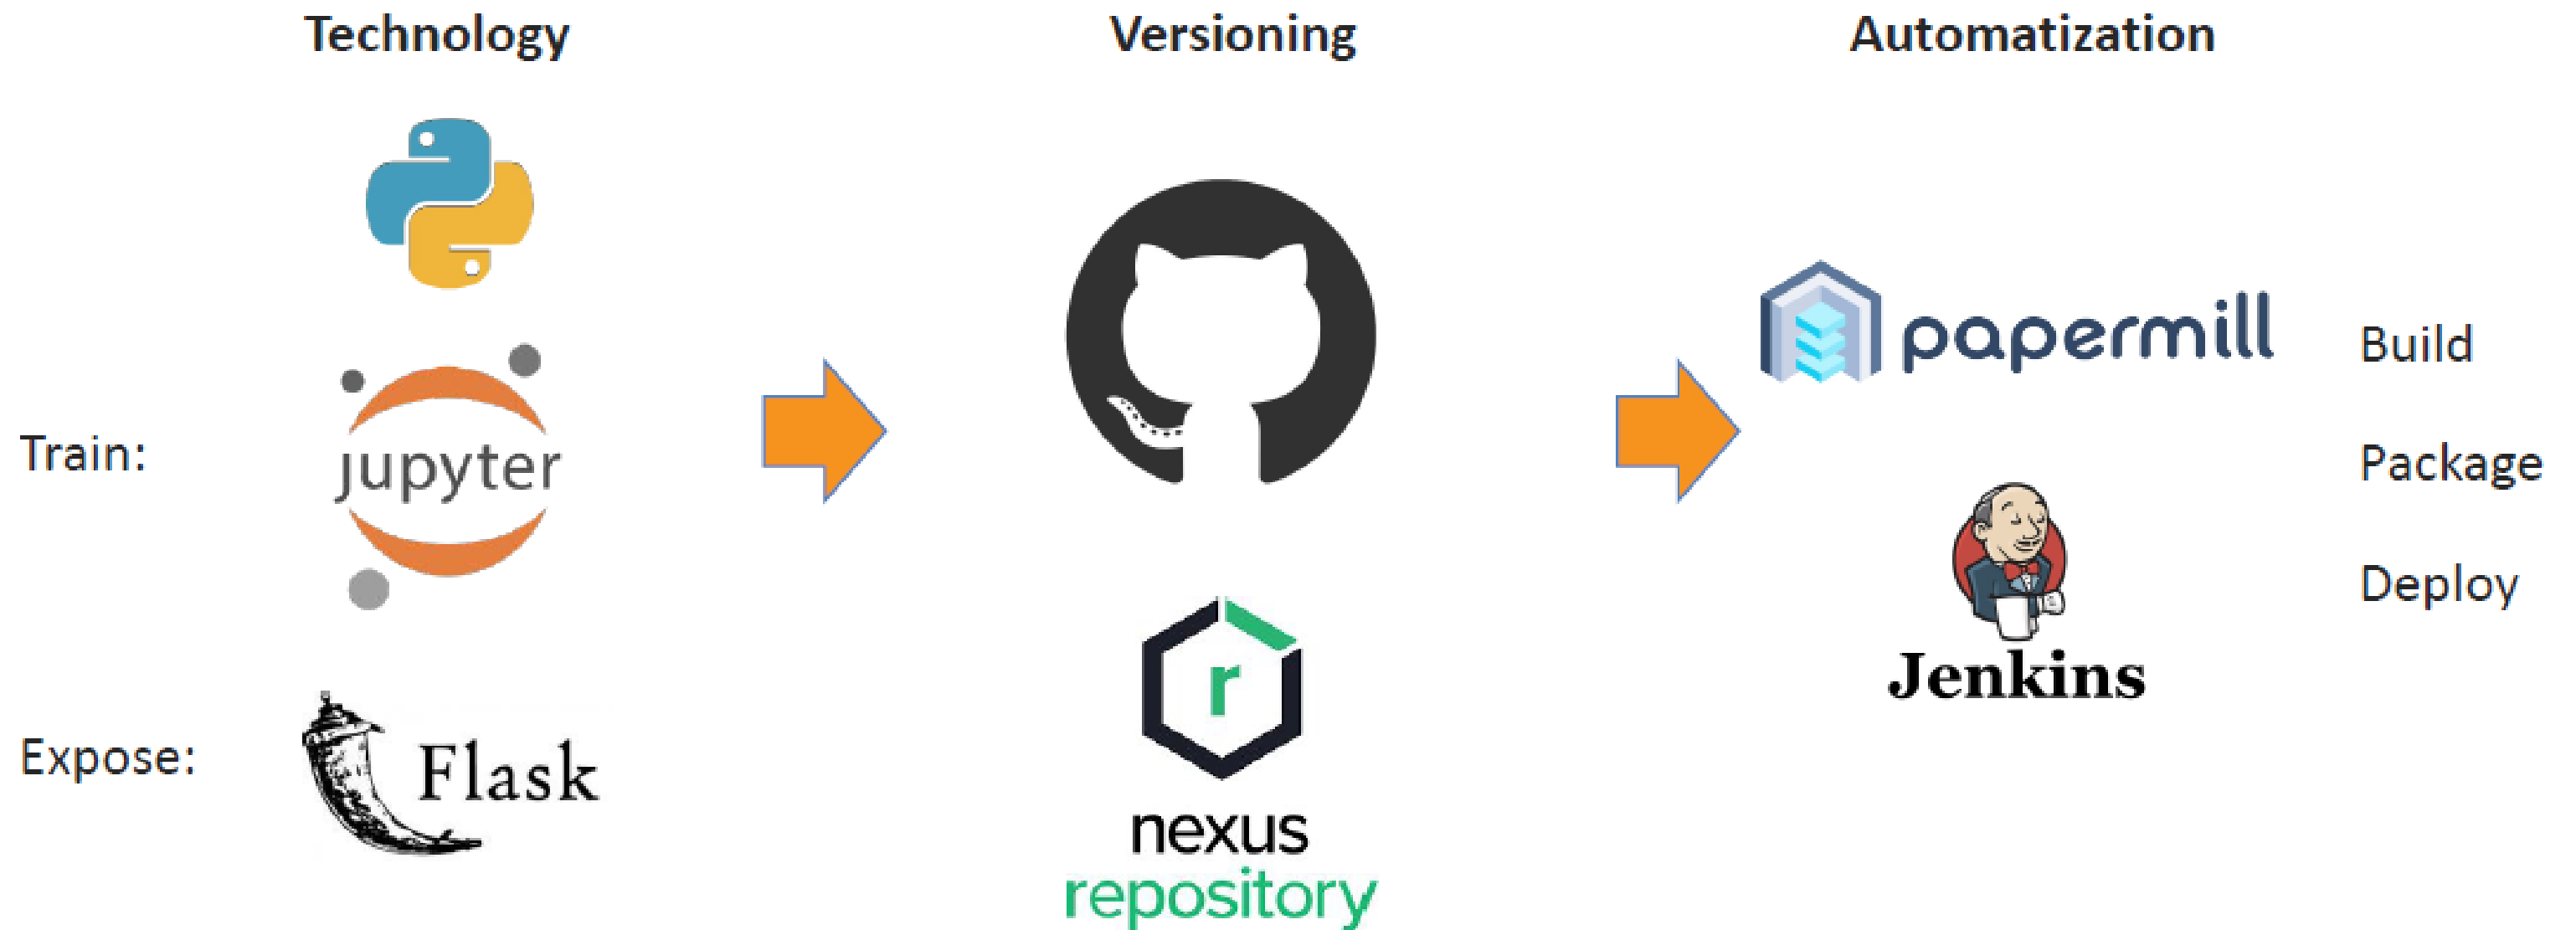 Technology
Versioning
Automatization
Train:
jupyter
Expose:
Flask
r
nexus
repository
papermill
Jenkins
Build
Package
Deploy